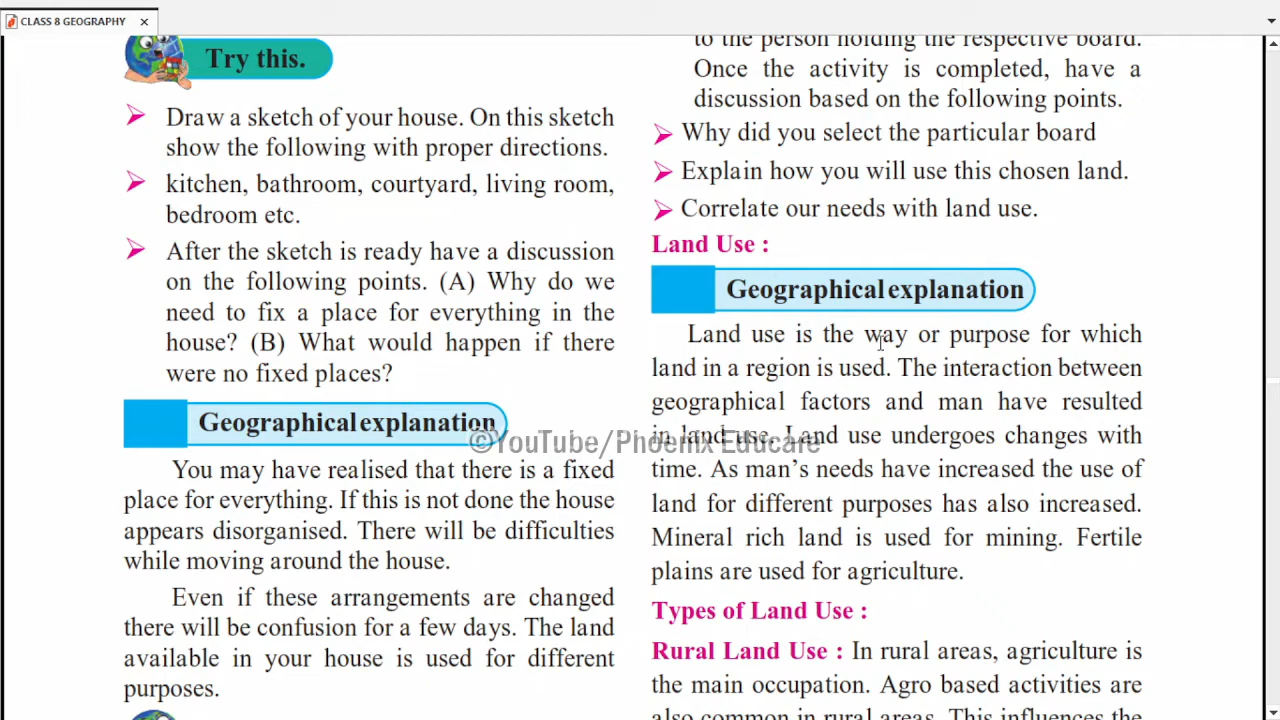 CLASS 8 GEOGRAPHY
Try this.
Draw a sketch of your house. On this sketch
show the following with proper directions.
kitchen, bathroom, courtyard, living room,
bedroom etc.
After the sketch is ready have a discussion
on the following points. (A) Why do we
need to fix a place for everything in the
house? (B) What would happen if there
were no fixed places?
Geographical explanation
You may have realised that there is a fixed
place for everything. If this is not done the house
appears disorganised. There will be difficulties
while moving around the house.
Even if these arrangements are changed
there will be confusion for a few days. The land
available in your house is used for different
purposes.
to the person holding the respective board.
Once the activity is completed, have a
discussion based on the following points.
Why did you select the particular board
Explain how you will use this chosen land.
Correlate our needs with land use.
Land Use :
Geographical explanation
Land use is the way or purpose for which
land in a region is used. The interaction between
geographical factors and man have resulted
in land use. Land use undergoes changes with
time. As man’s needs have increased the use of
land for different purposes has also increased.
Mineral rich land is used for mining. Fertile
plains are used for agriculture.
Types of Land Use :
Rural Land Use : In rural areas, agriculture is
the main occupation. Agro based activities are
also common in rural areas. This influences the
©YouTube/Phoenix Educare